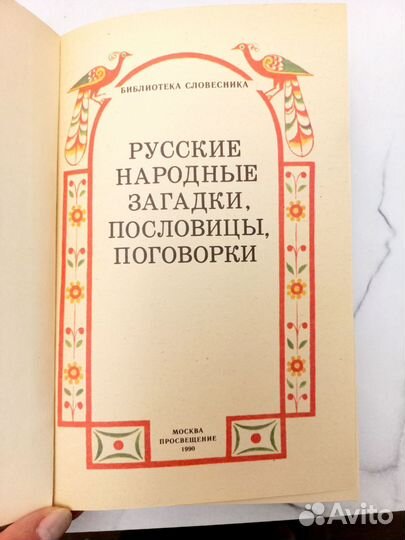 БИБЛИОТЕКА СЛОВЕСНИКА
РУССКИЕ
НАРОДНЫЕ
ЗАГАДКИ,
ПОСЛОВИЦЫ,
ПОГОВОРКИ
МОСКВА
ПРОСВЕЩЕНИЕ
1990
Avito